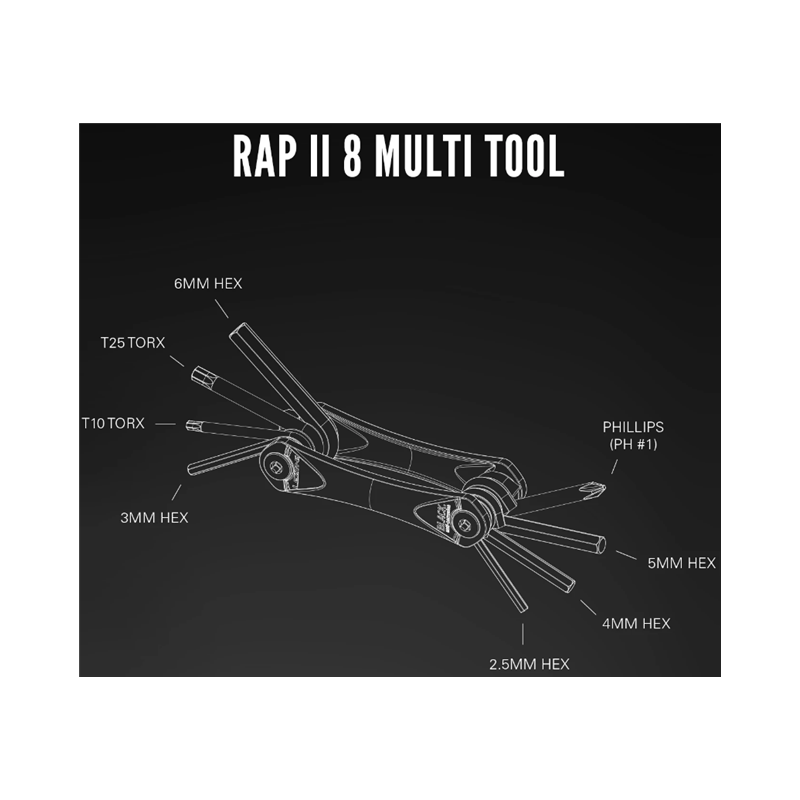 RAP II 8 MULTI TOOL
6MM HEX
T25 TORX
T10 TORX
3MM HEX
PHILLIPS
(PH #1)
BLACK
5MM HEX
4MM HEX
2.5MM HEX